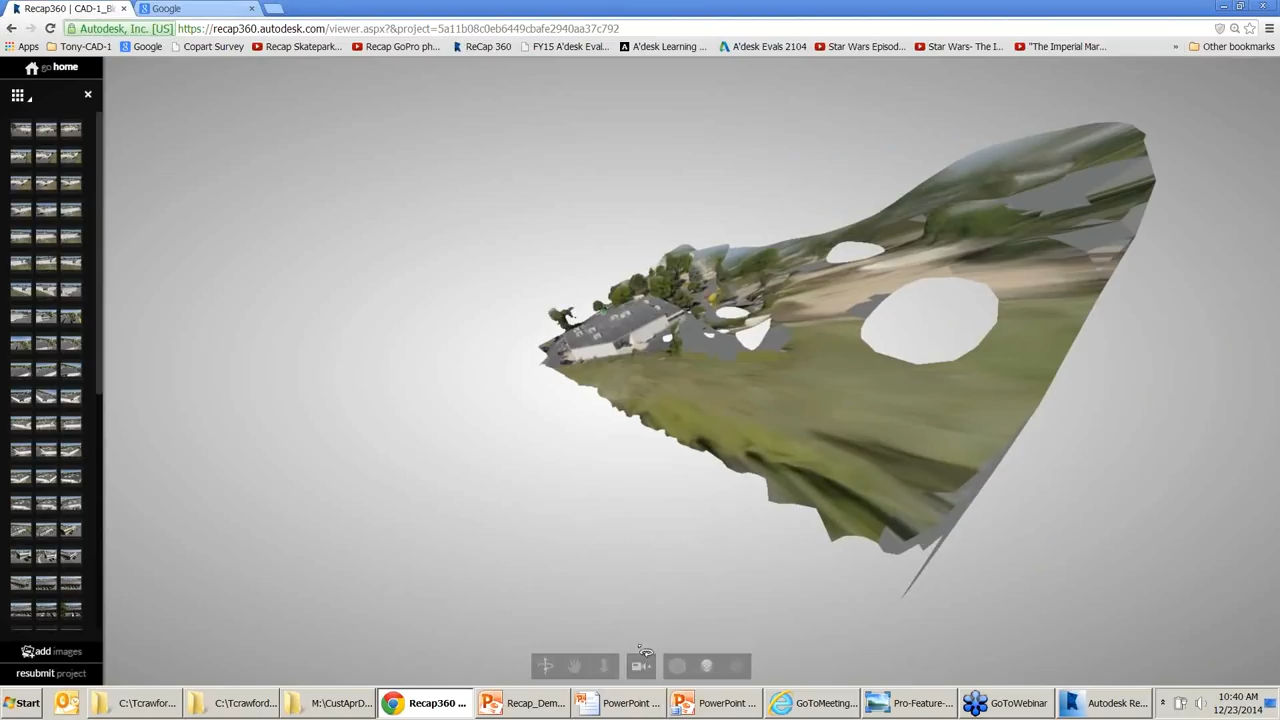 Recap360 | CAD-1_Bi
Google
Autodesk, Inc. [US]
https://recap360.autodesk.com/viewer.aspx?&project=5a11b08c0eb6449cbafe2940aa37c792
Apps
Tony-CAD-1
Google
Copart Survey
Recap Skatepark...
Recap GoPro ph...
ReCap 360
FY15 A'desk Eval...
A'desk Learning ...
A'desk Evals 2104
Star Wars Episod...
Star Wars- The I...
"The Imperial Mar...
»
Other bookmarks
go home
add images
resubmit project
Start
C:\Tcrawfor...
C:\Tcrawford...
M:\CustAprD...
Recap360 ...
Recap_Dem...
PowerPoint ...
PowerPoint ...
GoToMeeting...
Pro-Feature-...
GoToWebinar
Autodesk Re...
10:40 AM
12/23/2014